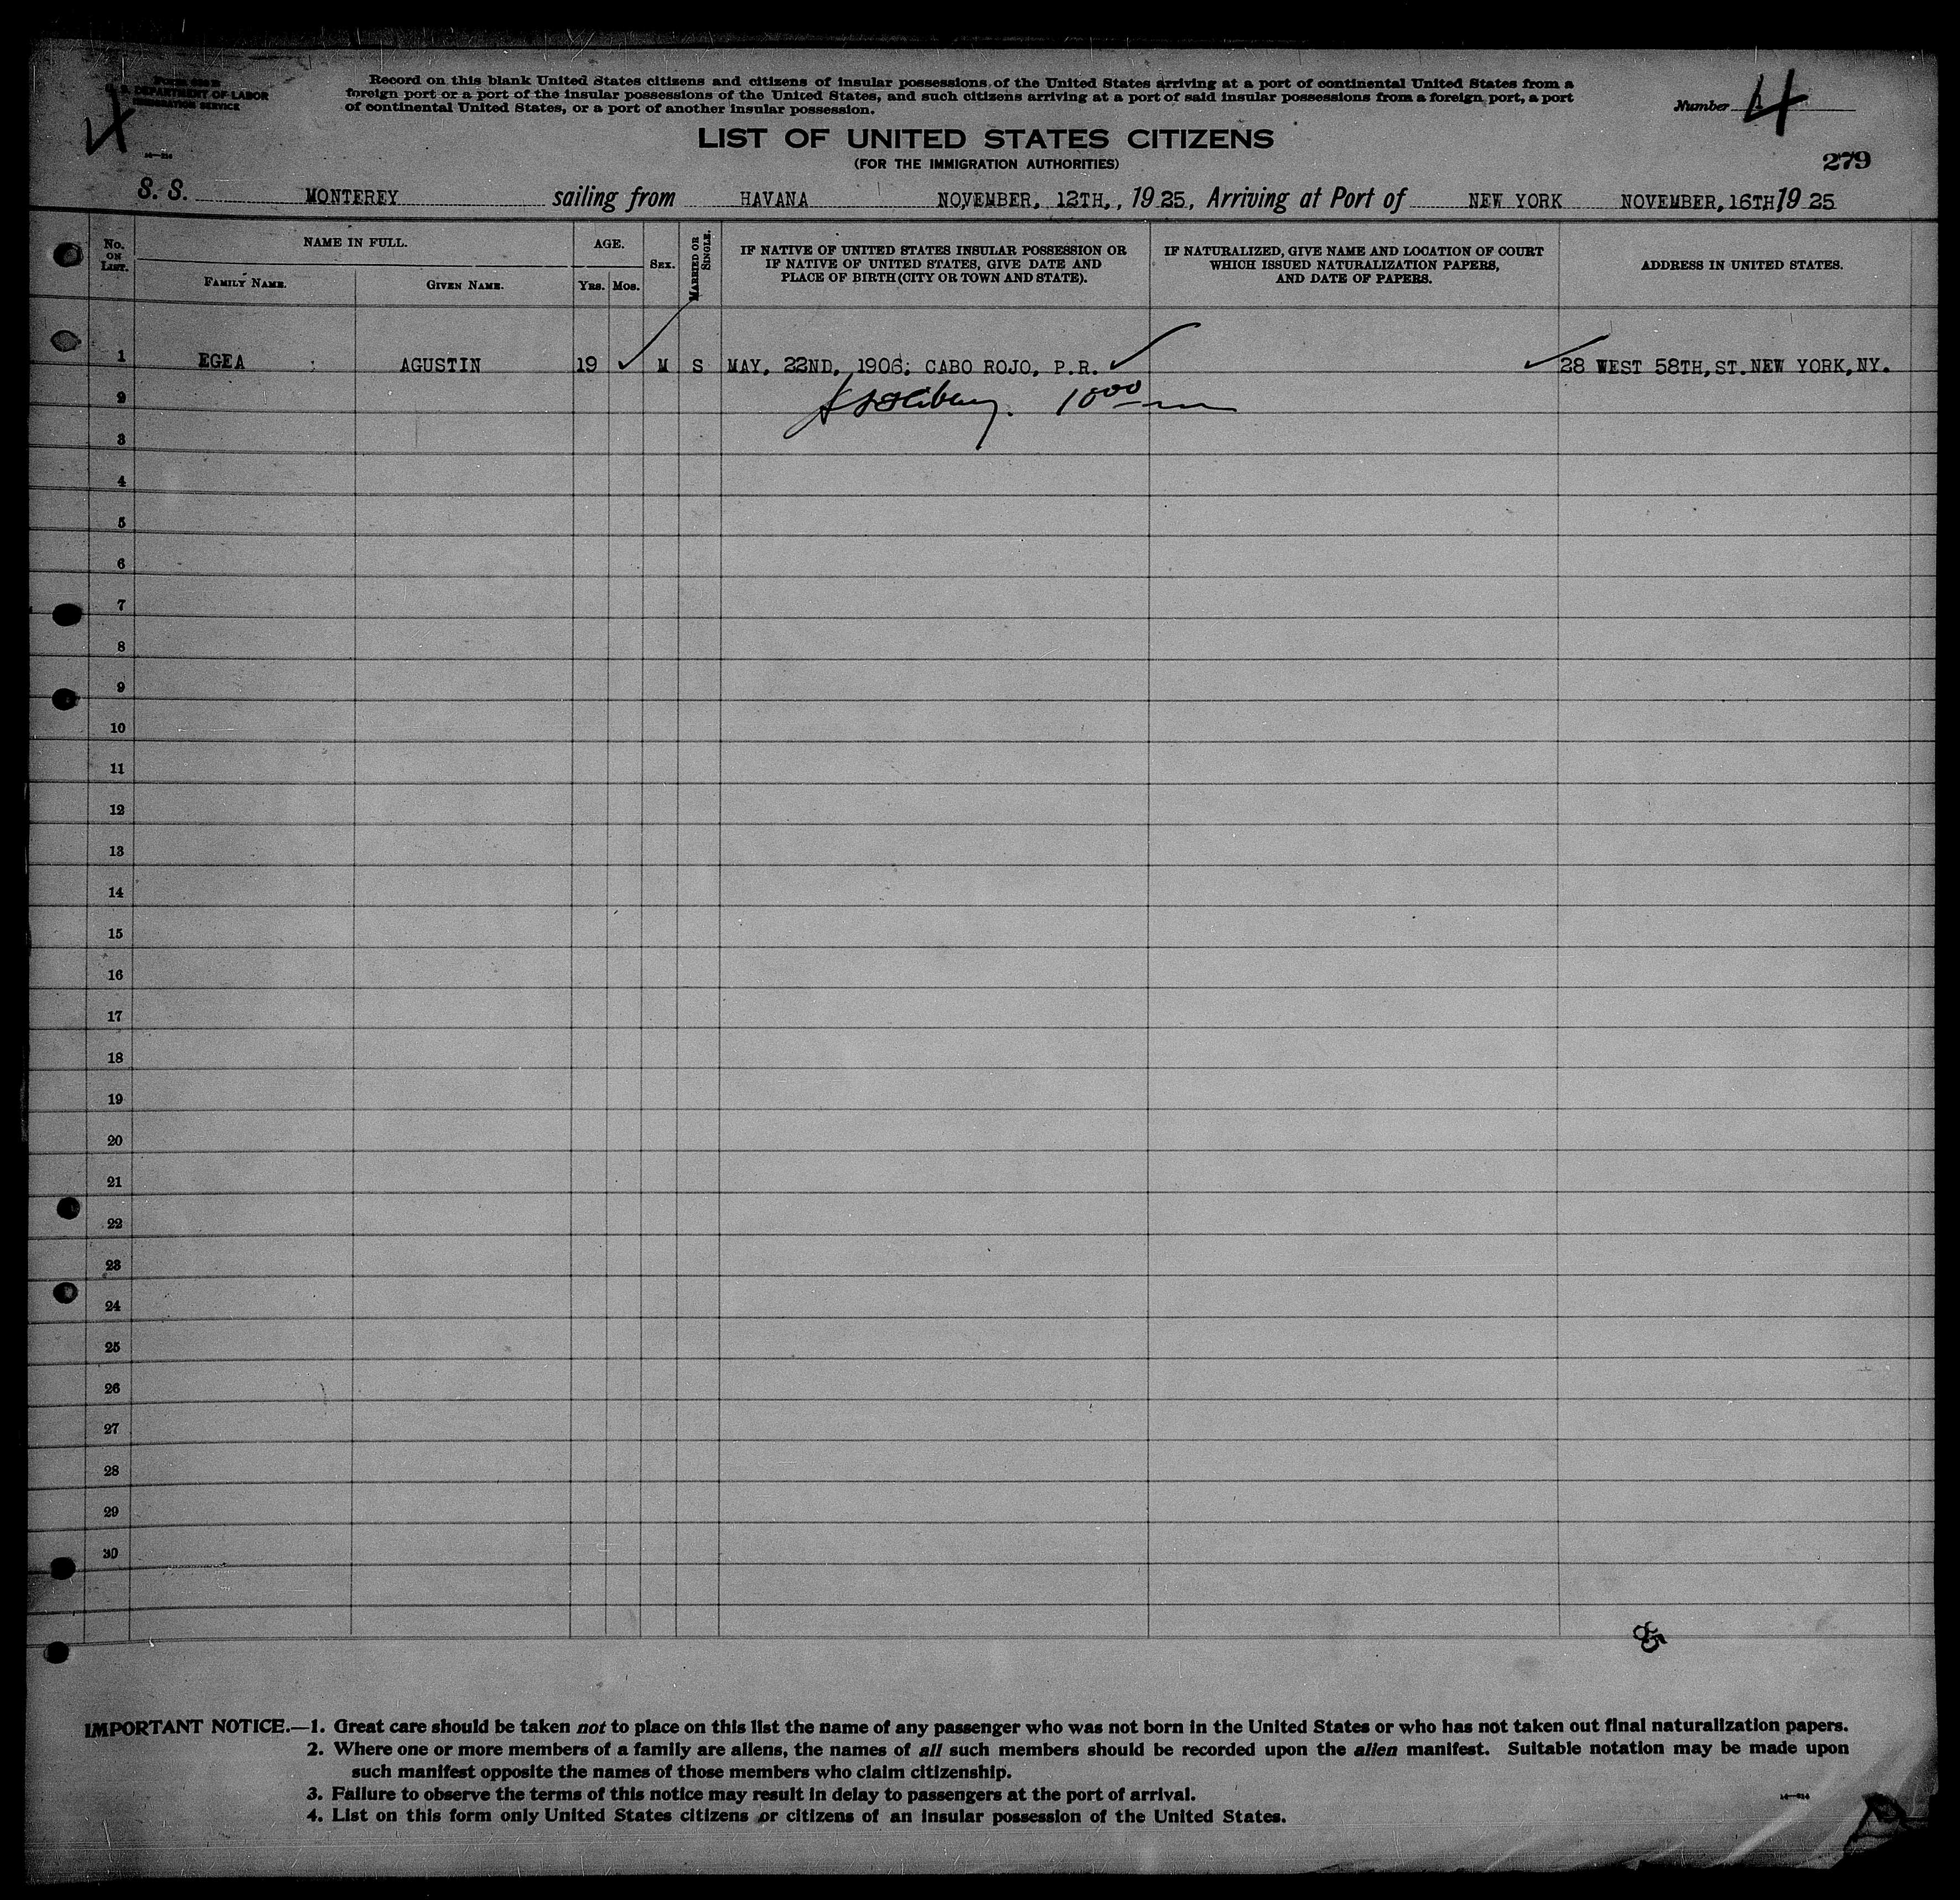 U. S. DEPARTMENT OF LABOR
IMMIGRATION SERVICE
Record on this blank United States citizens and citizens of insular possessions of the United States arriving at a port of continental United States from a
foreign port or a port of the insular possessions of the United States, and such citizens arriving at a port of said insular possessions from a foreign port, a port
of continental United States, or a port of another insular possession.
Number 4
LIST OF UNITED STATES CITIZENS
(FOR THE IMMIGRATION AUTHORITIES)
279
S. S. MONTEREY sailing from HAVANA NOVEMBER, 12TH, , 19 25, Arriving at Port of NEW YORK NOVEMBER, 16TH 19 25
No. ON LIST.
NAME IN FULL.
FAMILY NAME.
GIVEN NAME.
AGE.
YRS. MOS.
SEX.
MARRIED OR SINGLE.
IF NATIVE OF UNITED STATES INSULAR POSSESSION OR
IF NATIVE OF UNITED STATES, GIVE DATE AND
PLACE OF BIRTH (CITY OR TOWN AND STATE).
IF NATURALIZED, GIVE NAME AND LOCATION OF COURT
WHICH ISSUED NATURALIZATION PAPERS,
AND DATE OF PAPERS.
ADDRESS IN UNITED STATES.
1 EGEA AGUSTIN 19 M S MAY, 22ND, 1906; CABO ROJO, P.R. 28 WEST 58TH, ST. NEW YORK, NY.
2
3
4
5
6
7
8
9
10
11
12
13
14
15
16
17
18
19
20
21
22
23
24
25
26
27
28
29
30
85
IMPORTANT NOTICE.—1. Great care should be taken not to place on this list the name of any passenger who was not born in the United States or who has not taken out final naturalization papers.
2. Where one or more members of a family are aliens, the names of all such members should be recorded upon the alien manifest. Suitable notation may be made upon
such manifest opposite the names of those members who claim citizenship.
3. Failure to observe the terms of this notice may result in delay to passengers at the port of arrival.
4. List on this form only United States citizens or citizens of an insular possession of the United States.